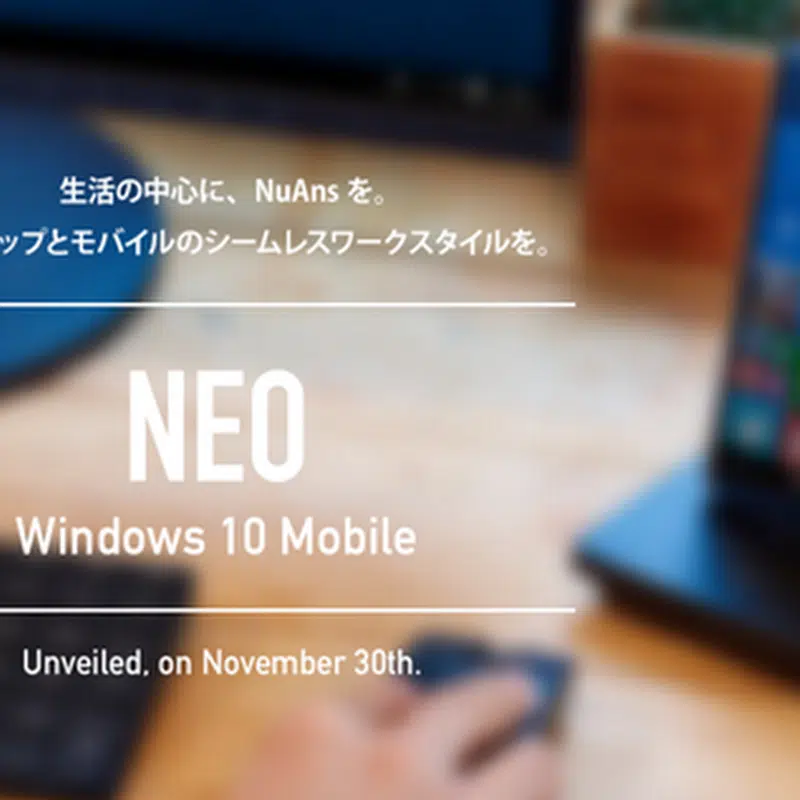 生活の中心に、NuAns を。
ップとモバイルのシームレスワークスタイルを。
NEO
Windows 10 Mobile
Unveiled, on November 30th.